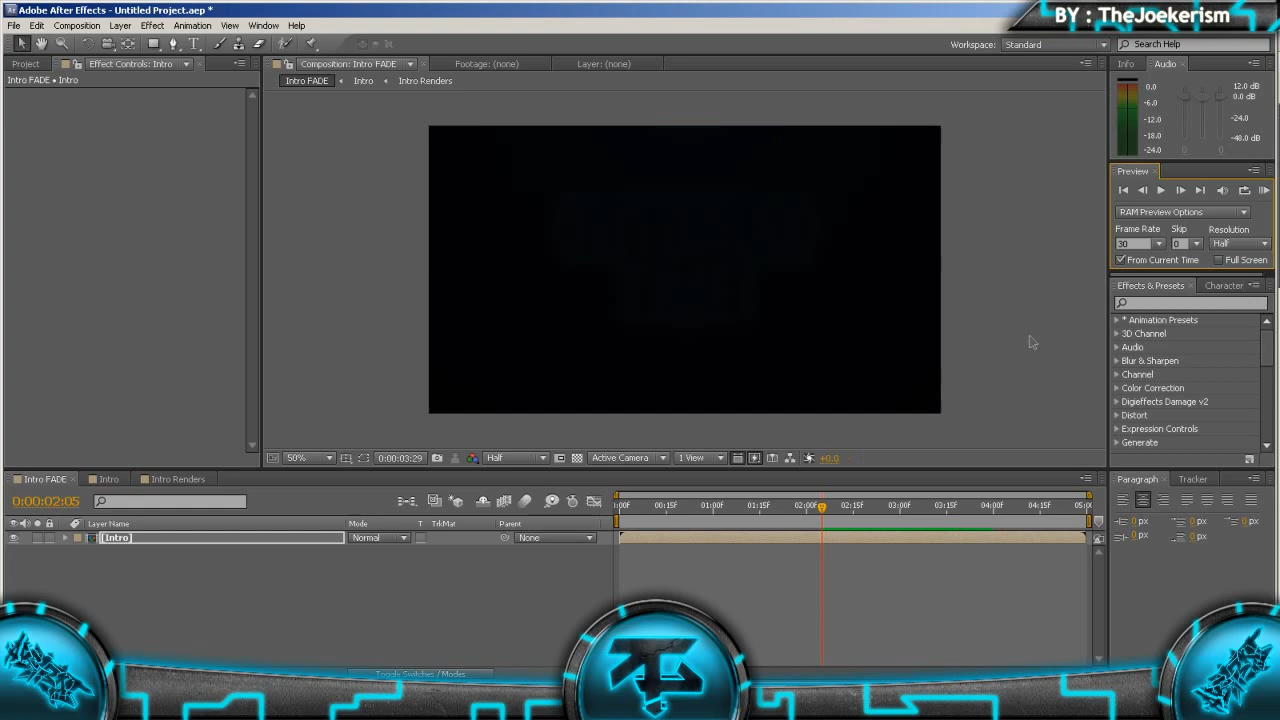 Adobe After Effects - Untitled Project.aep *
BY : TheJoekerism
File Edit Composition Layer Effect Animation View Window Help
Workspace: Standard Search Help
Project Effect Controls: Intro Composition: Intro FADE Footage: (none) Layer: (none) Info Audio
Intro FADE • Intro Intro FADE Intro Intro Renders
0.0 12.0 dB
-6.0 0.0 dB
-12.0 -24.0
-18.0 -48.0 dB
-24.0 0 0
Preview
RAM Preview Options
Frame Rate Skip Resolution
30 0 Half
From Current Time Full Screen
Effects & Presets Character
* Animation Presets
3D Channel
Audio
Blur & Sharpen
Channel
Color Correction
Digieffects Damage v2
Distort
Expression Controls
Generate
50% 0:00:03:29 Half Active Camera 1 View +0.0
Intro FADE Intro Intro Renders Paragraph Tracker
0:00:02:05 :00F 03:15F 01:00F 01:15F 02:00F 02:15F 03:00F 03:15F 04:00F 04:15F 05:0
Layer Name Mode T TrkMat Parent 0 px 0 px 0 px
[Intro] Normal None 0 px 0 px
Toggle Switches / Modes